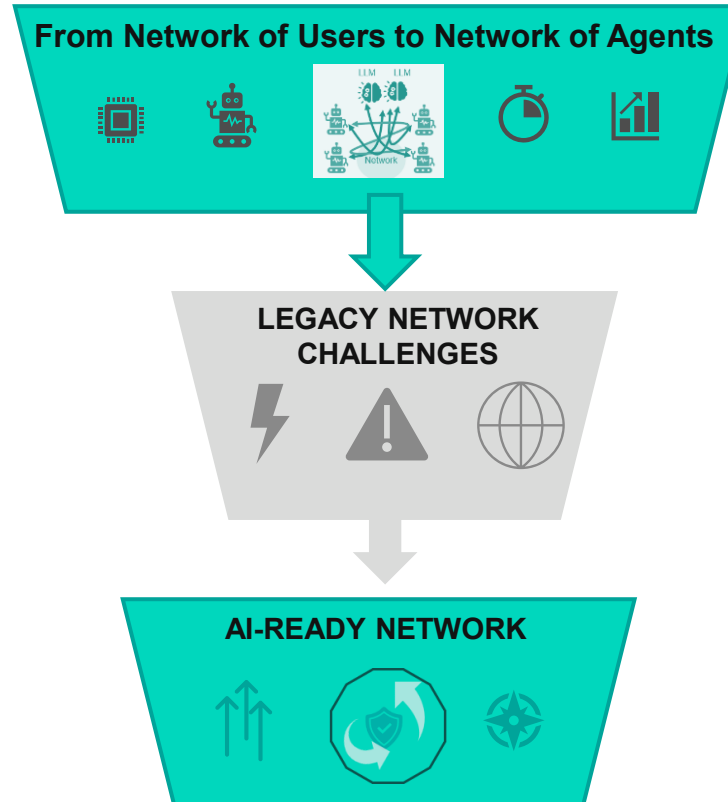 From Network of Users to Network of Agents
LLM LLM
Network
LEGACY NETWORK
CHALLENGES
AI-READY NETWORK